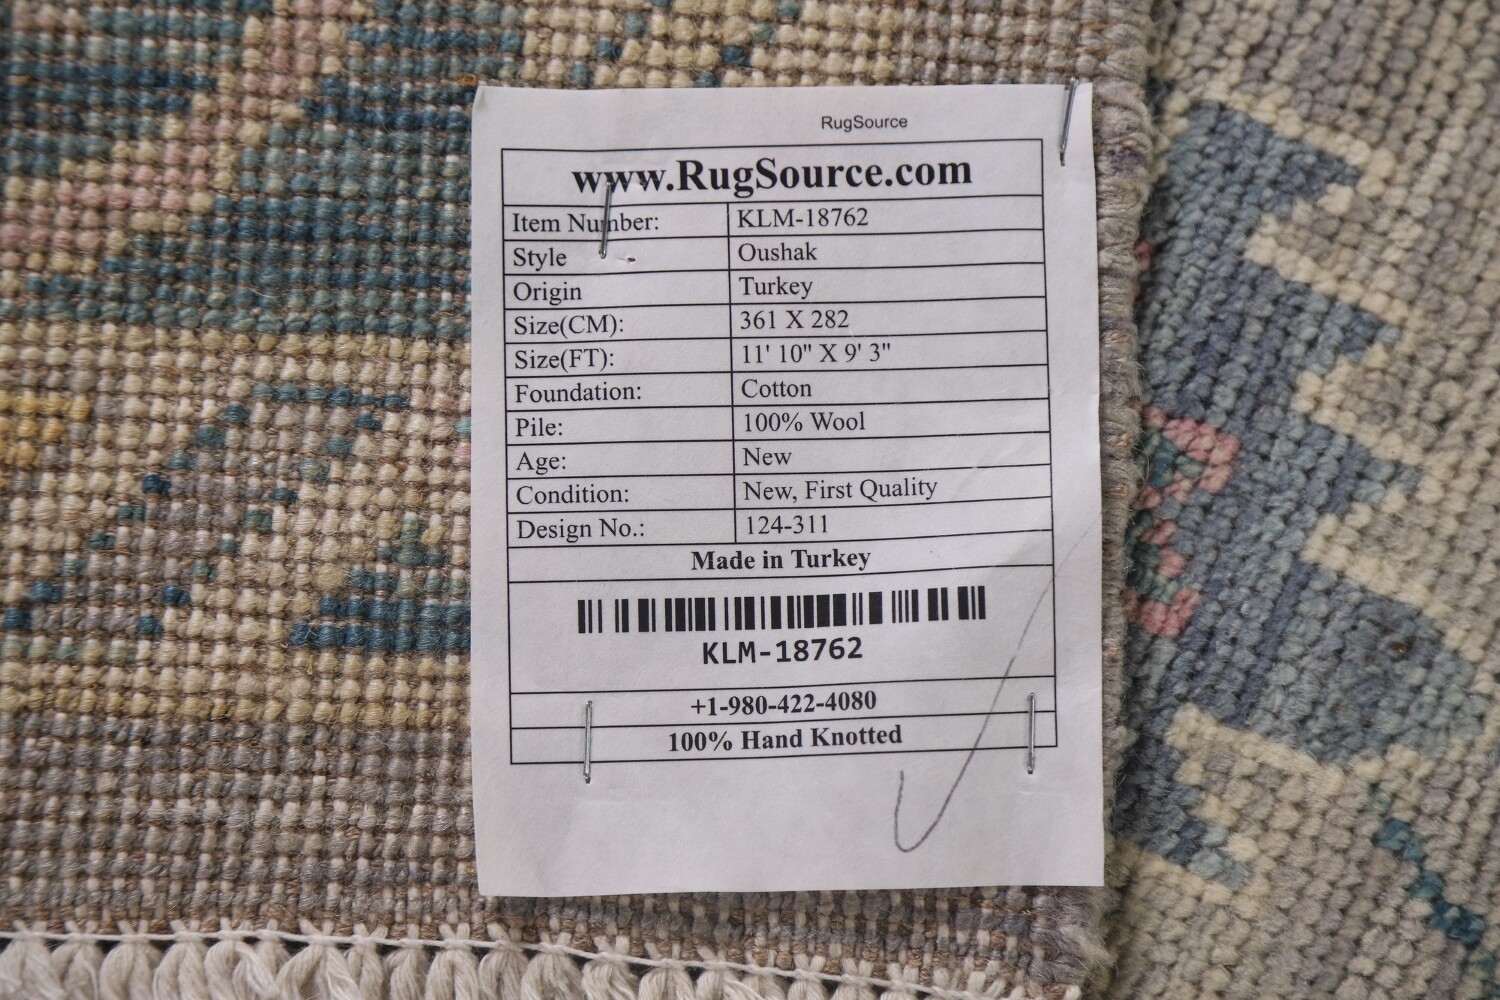 RugSource
www.RugSource.com
Item Number: KLM-18762
Style Oushak
Origin Turkey
Size(CM): 361 X 282
Size(FT): 11' 10" X 9' 3"
Foundation: Cotton
Pile: 100% Wool
Age: New
Condition: New, First Quality
Design No.: 124-311
Made in Turkey
KLM-18762
+1-980-422-4080
100% Hand Knotted